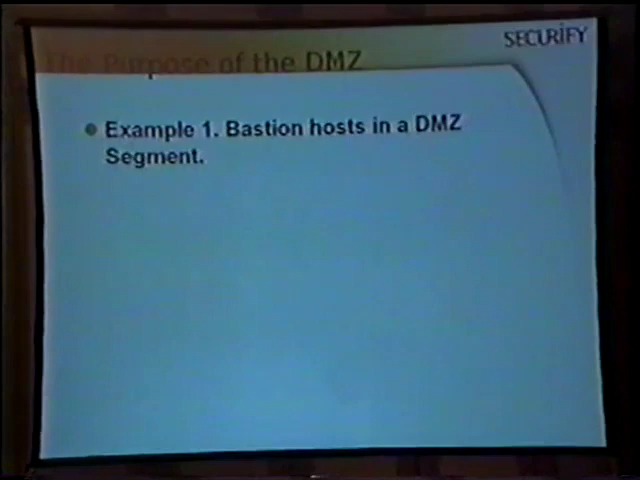 SECURIFY
The Purpose of the DMZ
Example 1. Bastion hosts in a DMZ
Segment.